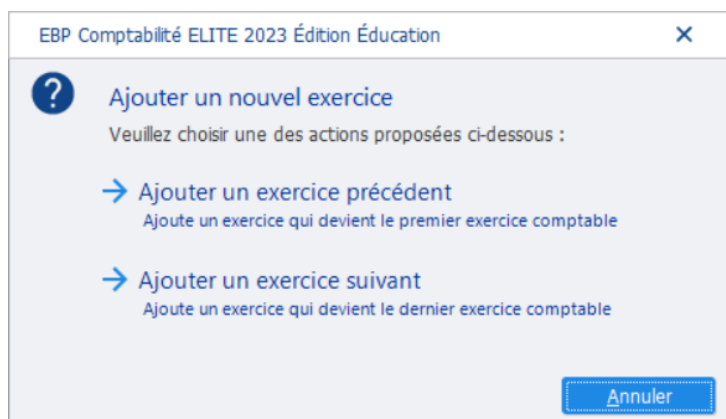 EBP Comptabilité ELITE 2023 Édition Éducation
Ajouter un nouvel exercice
Veuillez choisir une des actions proposées ci-dessous :
Ajouter un exercice précédent
Ajoute un exercice qui devient le premier exercice comptable
Ajouter un exercice suivant
Ajoute un exercice qui devient le dernier exercice comptable
Annuler